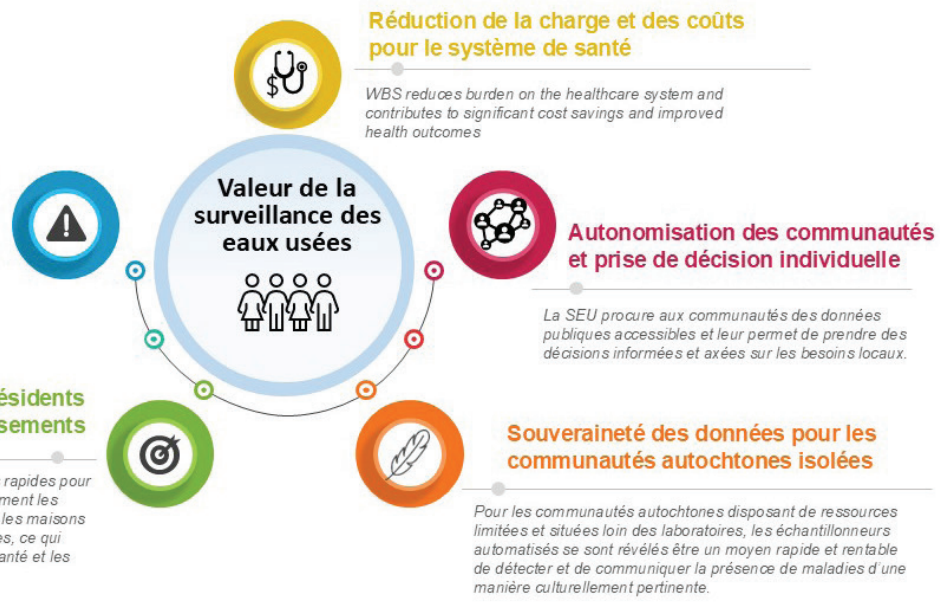 Réduction de la charge et des coûts
pour le système de santé
WBS reduces burden on the healthcare system and
contributes to significant cost savings and improved
health outcomes
$
Valeur de la
surveillance des
eaux usées
Autonomisation des communautés
et prise de décision individuelle
La SEU procure aux communautés des données
publiques accessibles et leur permet de prendre des
décisions informées et axées sur les besoins locaux.
Souveraineté des données pour les
communautés autochtones isolées
Pour les communautés autochtones disposant de ressources
limitées et situées loin des laboratoires, les échantillonneurs
automatisés se sont révélés être un moyen rapide et rentable
de détecter et de communiquer la présence de maladies d'une
manière culturellement pertinente.
rapides pour
les
les maisons
ce qui
et les